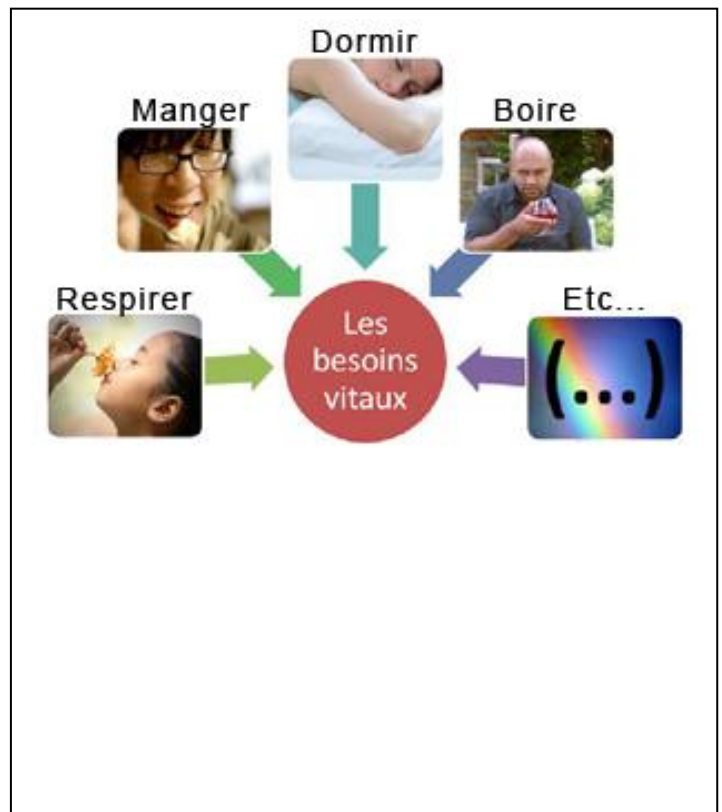 Dormir
Manger
Boire
Respirer
Etc...
Les
besoins
vitaux
(...)